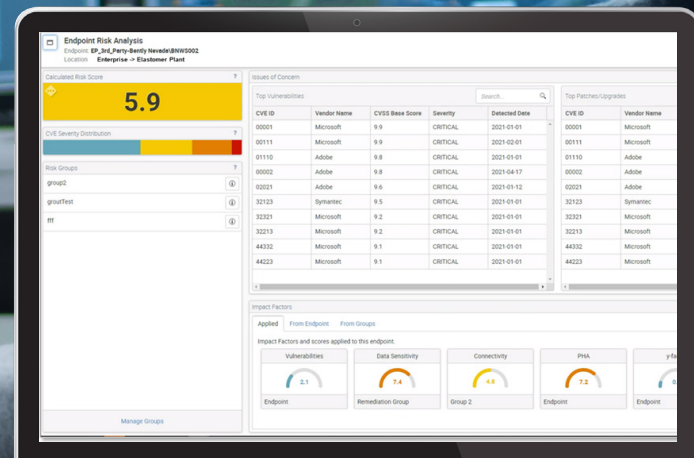 Endpoint Risk Analysis
Endpoint EP_3rd_Party-Bently Nevede\BNWS002
Location Enterprise -> Elastomer Plant
Calculated Risk Score ?
5.9
CVE Severity Distribution ?
Risk Groups ?
group2
groutTest
fff
Manage Groups
Issues of Concern
Top Vulnerabilities Search...
CVE ID Vendor Name CVSS Base Score Severity Detected Date
00001 Microsoft 9.9 CRITICAL 2021-01-01
00111 Microsoft 9.9 CRITICAL 2021-02-01
01110 Adobe 9.8 CRITICAL 2021-01-01
00002 Adobe 9.8 CRITICAL 2021-04-17
02021 Adobe 9.6 CRITICAL 2021-01-12
32123 Symantec 9.5 CRITICAL 2021-01-01
32321 Microsoft 9.2 CRITICAL 2021-01-01
32213 Microsoft 9.2 CRITICAL 2021-01-01
44332 Microsoft 9.1 CRITICAL 2021-01-01
44223 Microsoft 9.1 CRITICAL 2021-01-01
Top Patches/Upgrades
CVE ID Vendor Name
00001 Microsoft
00111 Microsoft
01110 Adobe
00002 Adobe
02021 Adobe
32123 Symantec
32321 Microsoft
32213 Microsoft
44332 Microsoft
44223 Microsoft
Impact Factors
Applied From Endpoint From Groups
Impact Factors and scores applied to this endpoint.
Vulnerabilities Data Sensitivity Connectivity PHA y-fa
2.1 7.4 4.8 7.2 0.
Endpoint Remediation Group Group 2 Endpoint Endpoint